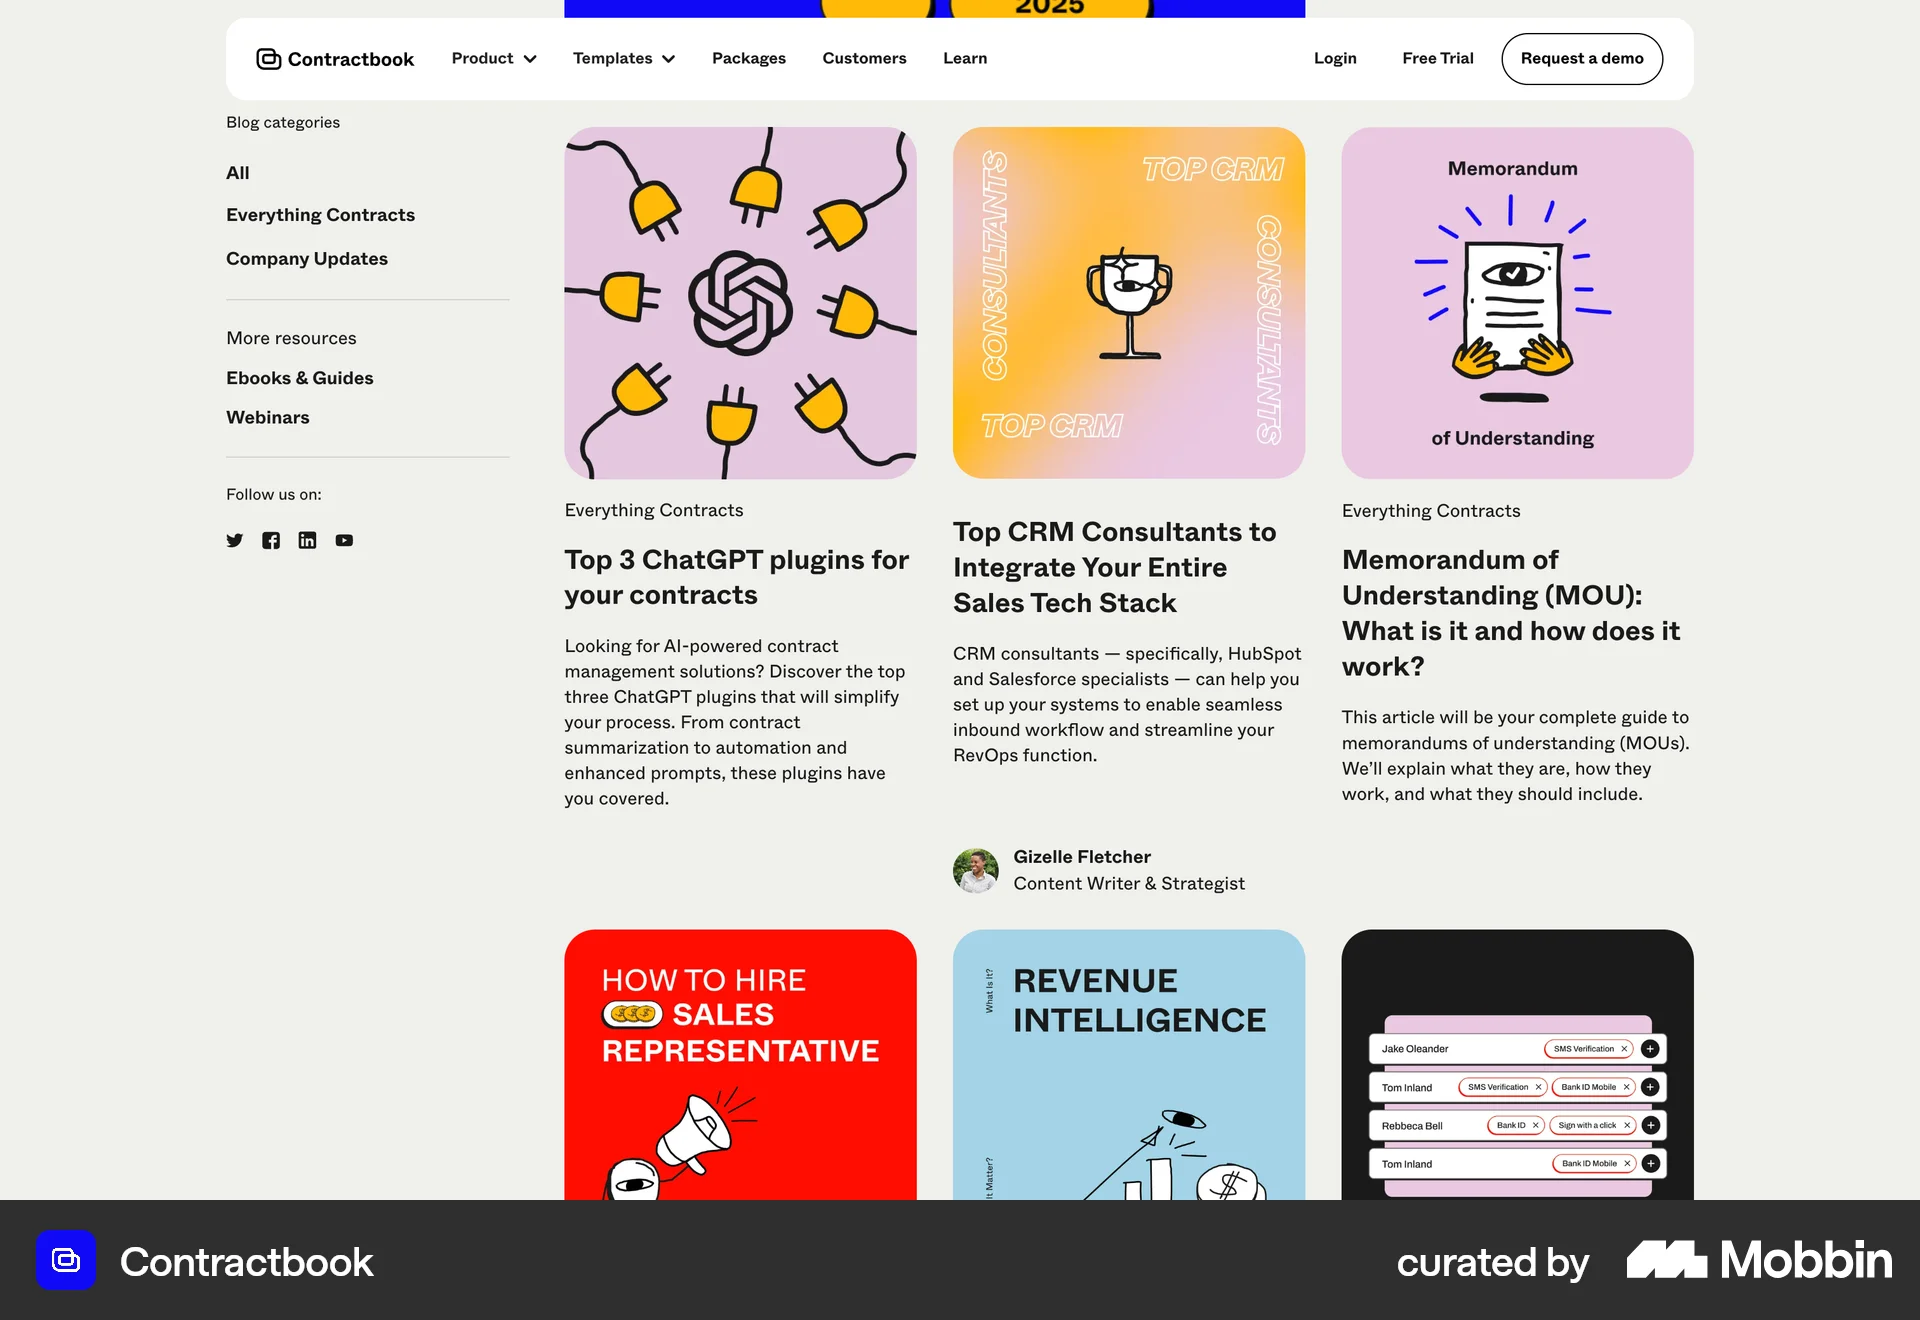 2025
Contractbook
Product
Templates
Packages
Customers
Learn
Login
Free Trial
Request a demo
Blog categories
All
Everything Contracts
Company Updates
More resources
Ebooks & Guides
Webinars
Follow us on:
Everything Contracts
Top 3 ChatGPT plugins for
your contracts
Looking for AI-powered contract
management solutions? Discover the top
three ChatGPT plugins that will simplify
your process. From contract
summarization to automation and
enhanced prompts, these plugins have
you covered.
TOP CRM
CONSULTANTS
CONSULTANTS
TOP CRM
Top CRM Consultants to
Integrate Your Entire
Sales Tech Stack
CRM consultants — specifically, HubSpot
and Salesforce specialists — can help you
set up your systems to enable seamless
inbound workflow and streamline your
RevOps function.
Gizelle Fletcher
Content Writer & Strategist
Memorandum
of Understanding
Everything Contracts
Memorandum of
Understanding (MOU):
What is it and how does it
work?
This article will be your complete guide to
memorandums of understanding (MOUs).
We'll explain what they are, how they
work, and what they should include.
HOW TO HIRE
SALES
REPRESENTATIVE
What Is It?
REVENUE
INTELLIGENCE
It Matter?
Jake Oleander
SMS Verification
Tom Inland
SMS Verification
Bank ID Mobile
Rebbeca Bell
Bank ID
Sign with a click
Tom Inland
Bank ID Mobile
Contractbook
curated by
Mobbin